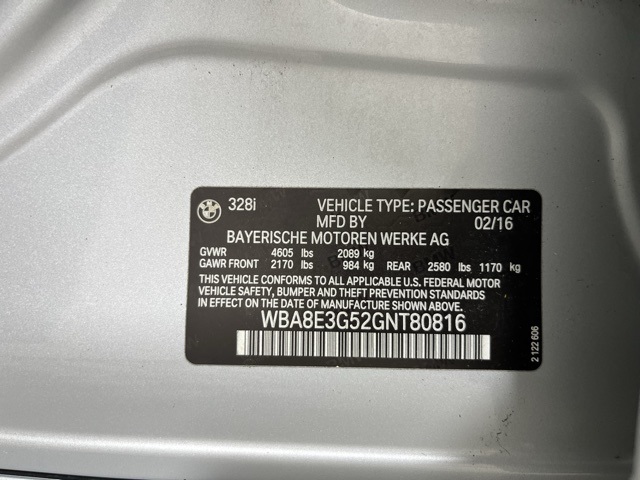 328i VEHICLE TYPE: PASSENGER CAR
MFD BY 02/16
BAYERISCHE MOTOREN WERKE AG
GVWR 4605 lbs 2089 kg
GAWR FRONT 2170 lbs 984 kg REAR 2580 lbs 1170 kg
THIS VEHICLE CONFORMS TO ALL APPLICABLE U.S. FEDERAL MOTOR
VEHICLE SAFETY, BUMPER AND THEFT PREVENTION STANDARDS
IN EFFECT ON THE DATE OF MANUFACTURE SHOWN ABOVE.
WBA8E3G52GNT80816
2 122 606